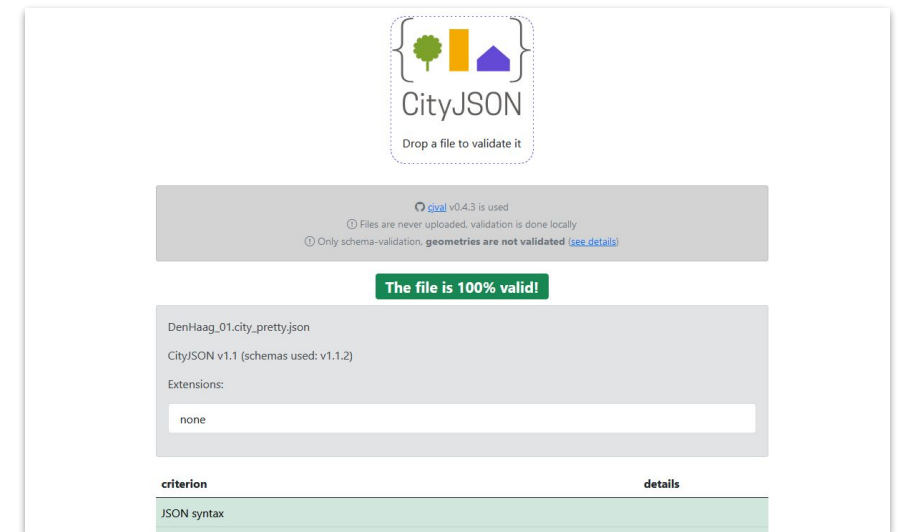 CityJSON
Drop a file to validate it
cjval v0.4.3 is used
Files are never uploaded, validation is done locally
Only schema-validation, geometries are not validated (see details)
The file is 100% valid!
DenHaag_01.city_pretty.json
CityJSON v1.1 (schemas used: v1.1.2)
Extensions:
none
criterion details
JSON syntax